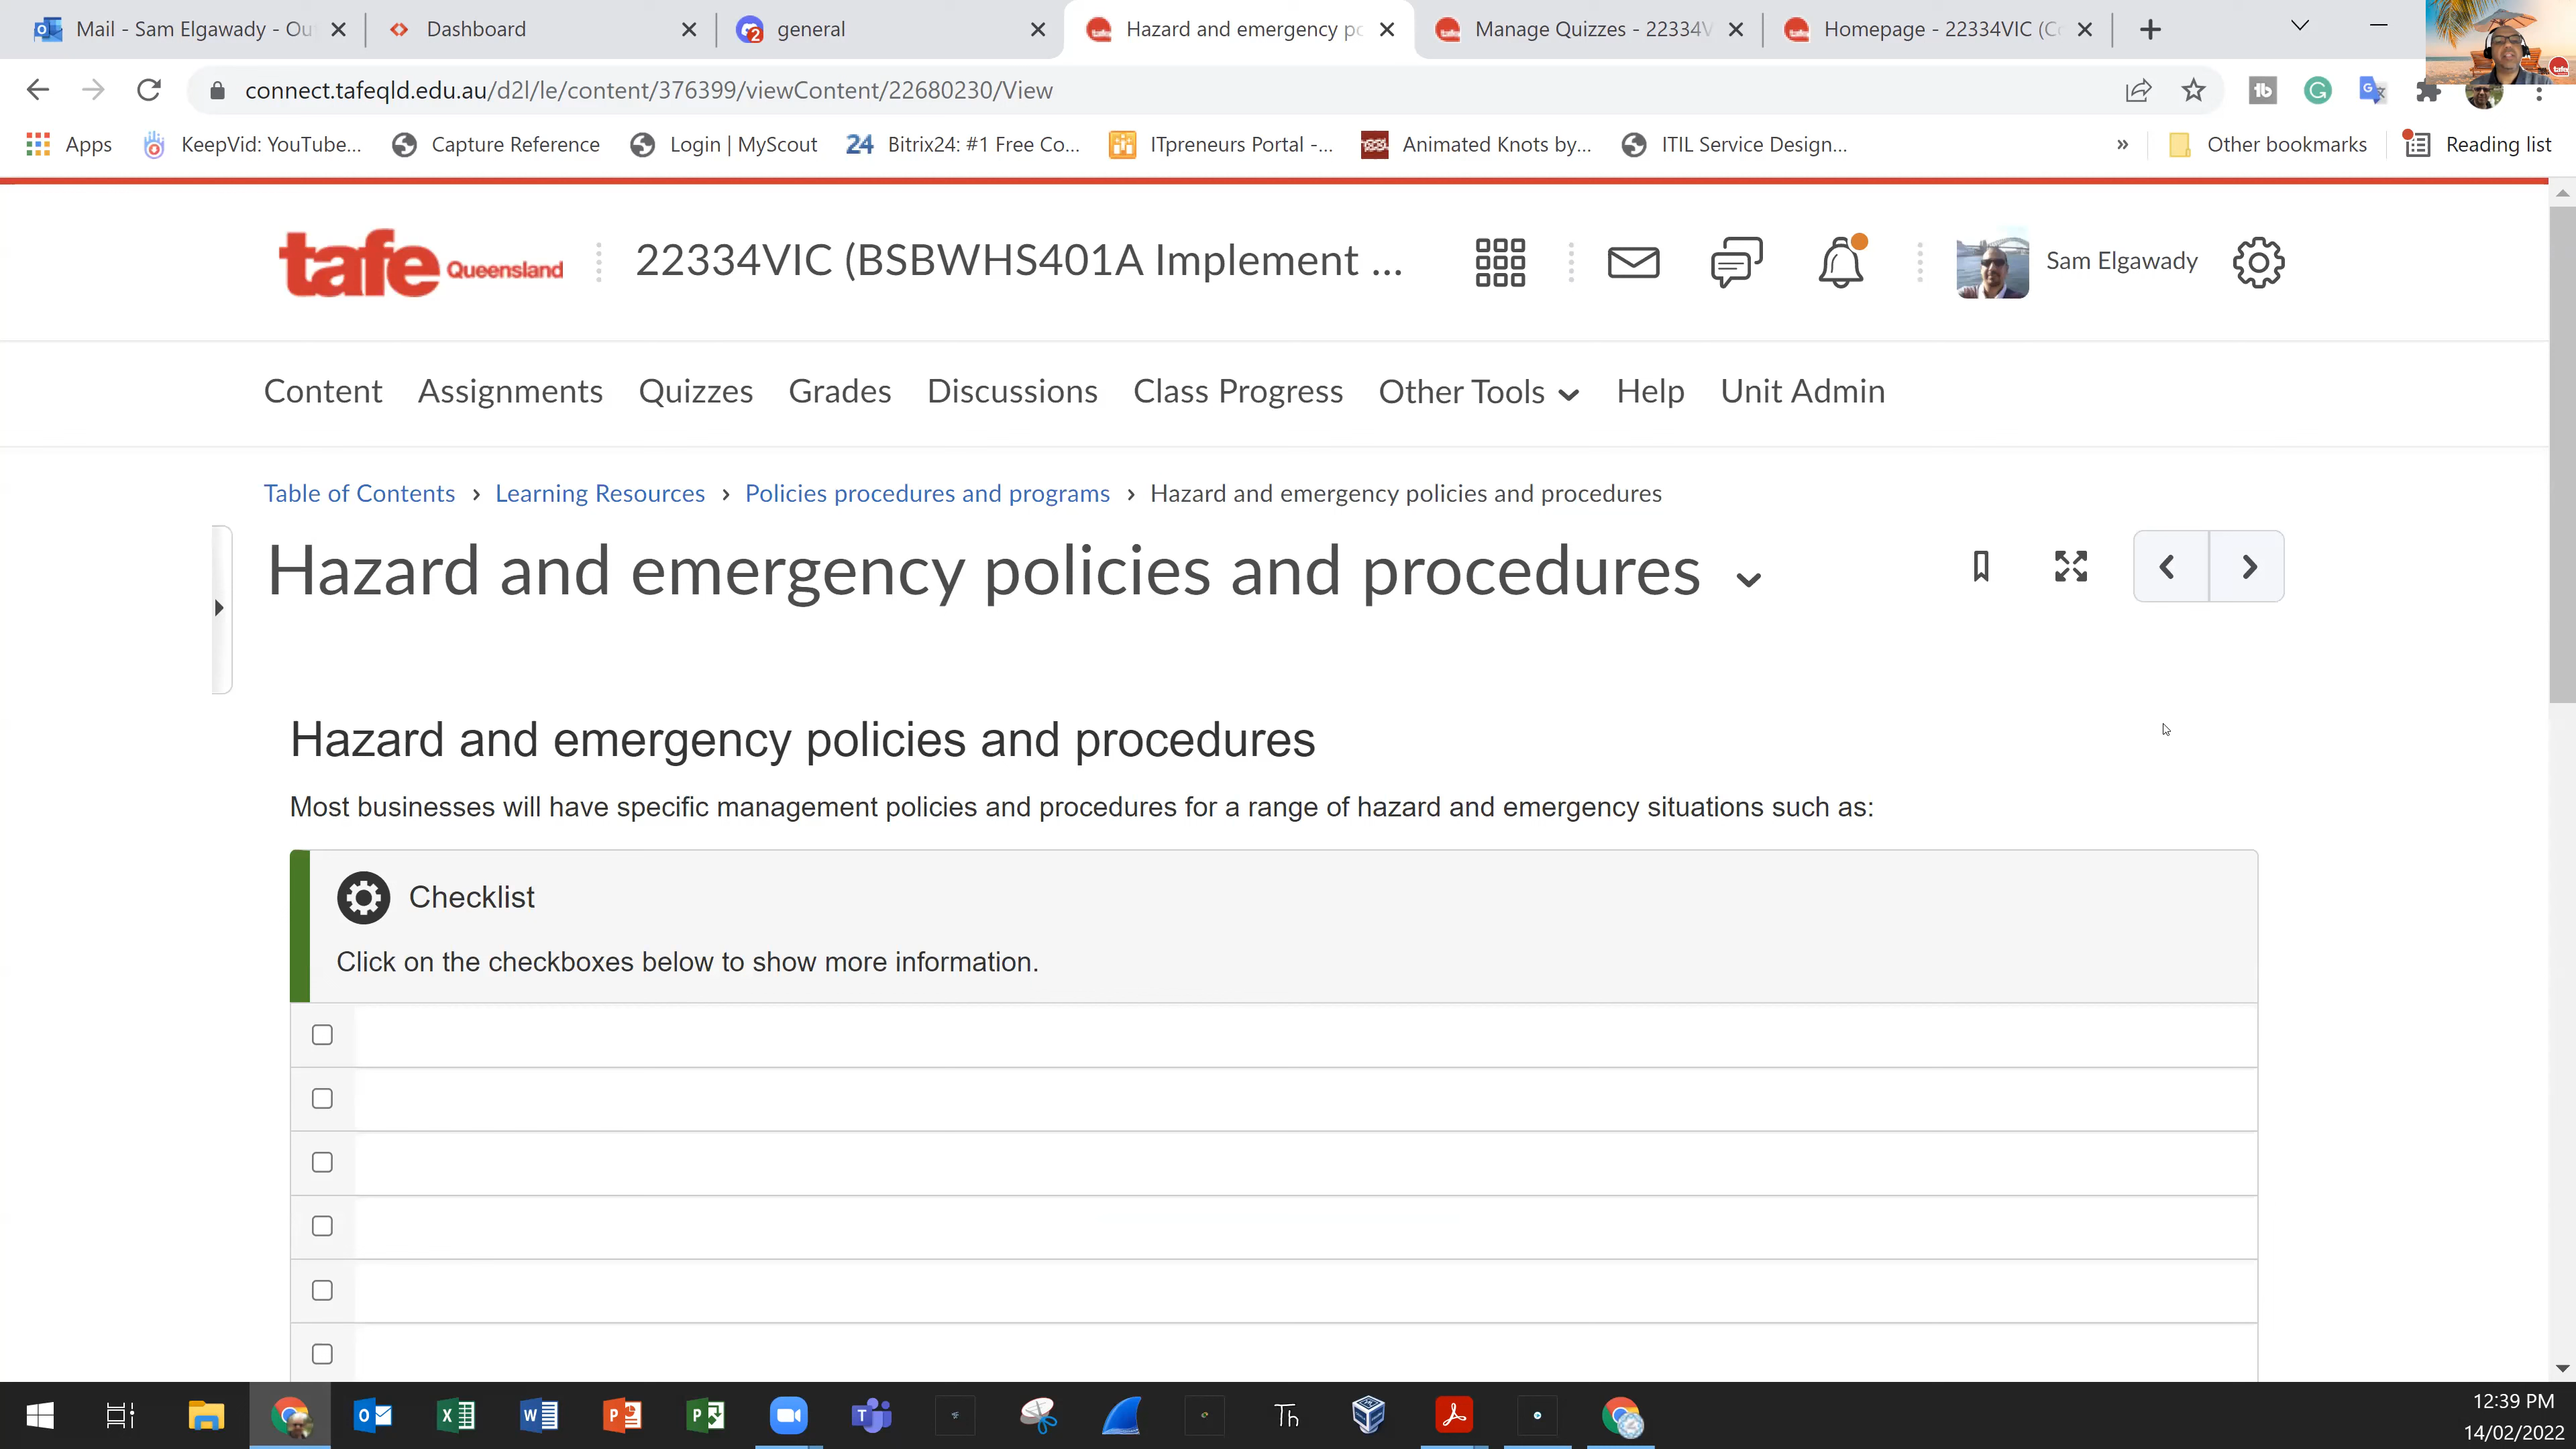 Mail - Sam Elgawady - Ou
Dashboard
general
Hazard and emergency po
Manage Quizzes - 22334V
Homepage - 22334VIC (C
connect.tafeqld.edu.au/d2l/le/content/376399/viewContent/22680230/View
Apps
KeepVid: YouTube...
Capture Reference
Login | MyScout
24 Bitrix24: #1 Free Co...
ITpreneurs Portal -...
Animated Knots by...
ITIL Service Design...
»
Other bookmarks
Reading list
tafe Queensland
22334VIC (BSBWHS401A Implement ...
Sam Elgawady
Content
Assignments
Quizzes
Grades
Discussions
Class Progress
Other Tools
Help
Unit Admin
Table of Contents › Learning Resources › Policies procedures and programs › Hazard and emergency policies and procedures
Hazard and emergency policies and procedures
Hazard and emergency policies and procedures
Most businesses will have specific management policies and procedures for a range of hazard and emergency situations such as:
Checklist
Click on the checkboxes below to show more information.
Th
12:39 PM
14/02/2022